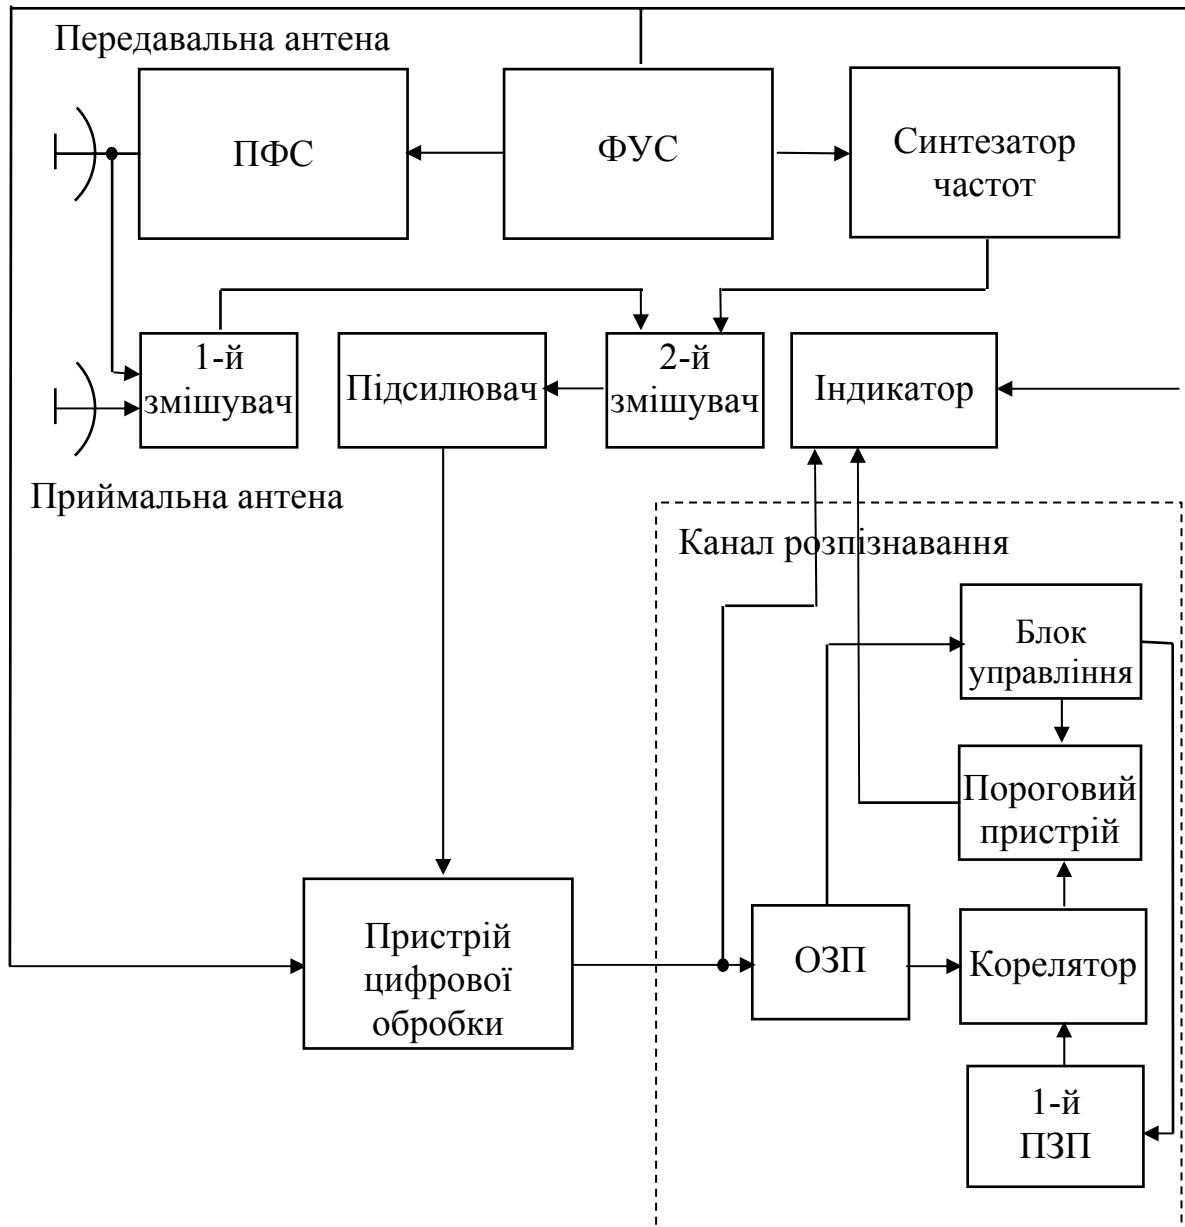 Передавальна антена
ПФС
ФУС
Синтезатор
частот
1-й
змішувач
Підсилювач
2-й
змішувач
Індикатор
Приймальна антена
Канал розпізнавання
Блок
управління
Пороговий
пристрій
Пристрій
цифрової
обробки
ОЗП
Корелятор
1-й
ПЗП